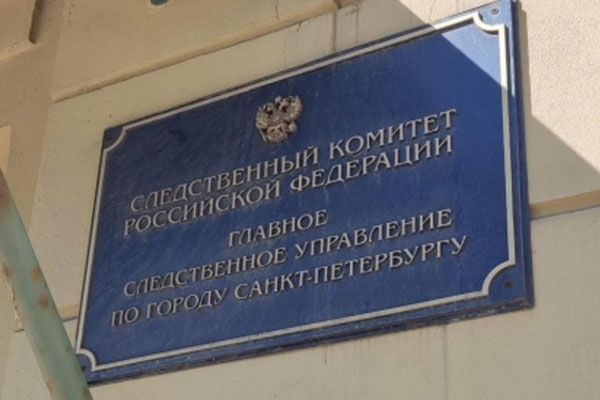 СЛЕДСТВЕННЫЙ КОМИТЕТ
РОССИЙСКОЙ ФЕДЕРАЦИИ
ГЛАВНОЕ
СЛЕДСТВЕННОЕ УПРАВЛЕНИЕ
ПО ГОРОДУ САНКТ-ПЕТЕРБУРГУ